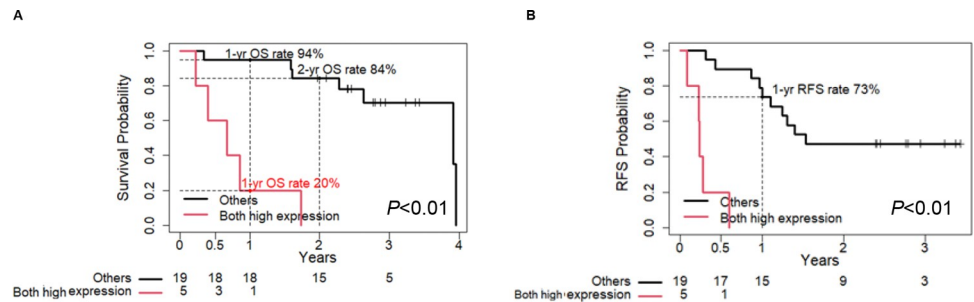 A
Survival Probability
1.0
0.8
0.6
0.4
0.2
0.0
1-yr OS rate 94%
2-yr OS rate 84%
1-yr OS rate 20%
Others
Both high expression
P<0.01
0 0.5 1 2 3 4
Years
Others 19 18 18 15 5
Both high expression 5 3 1
B
RFS Probability
1.0
0.8
0.6
0.4
0.2
0.0
1-yr RFS rate 73%
Others
Both high expression
P<0.01
0 0.5 1 2 3
Years
Others 19 17 15 9 3
Both high expression 5 1